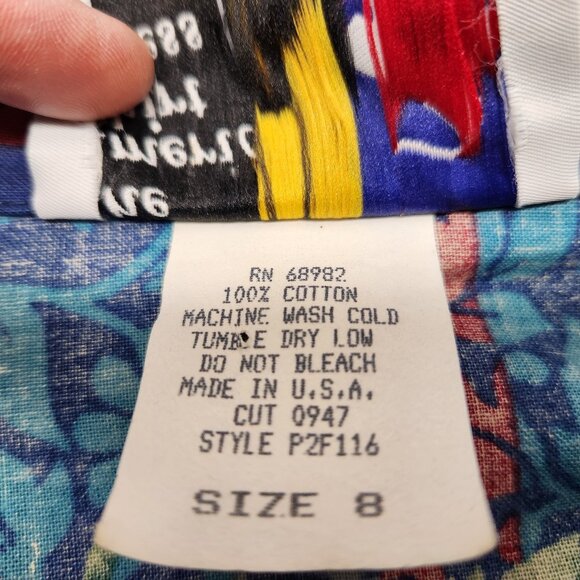 RN 68982
100% COTTON
MACHINE WASH COLD
TUMBLE DRY LOW
DO NOT BLEACH
MADE IN U.S.A.
CUT 0947
STYLE P2F116
SIZE 8